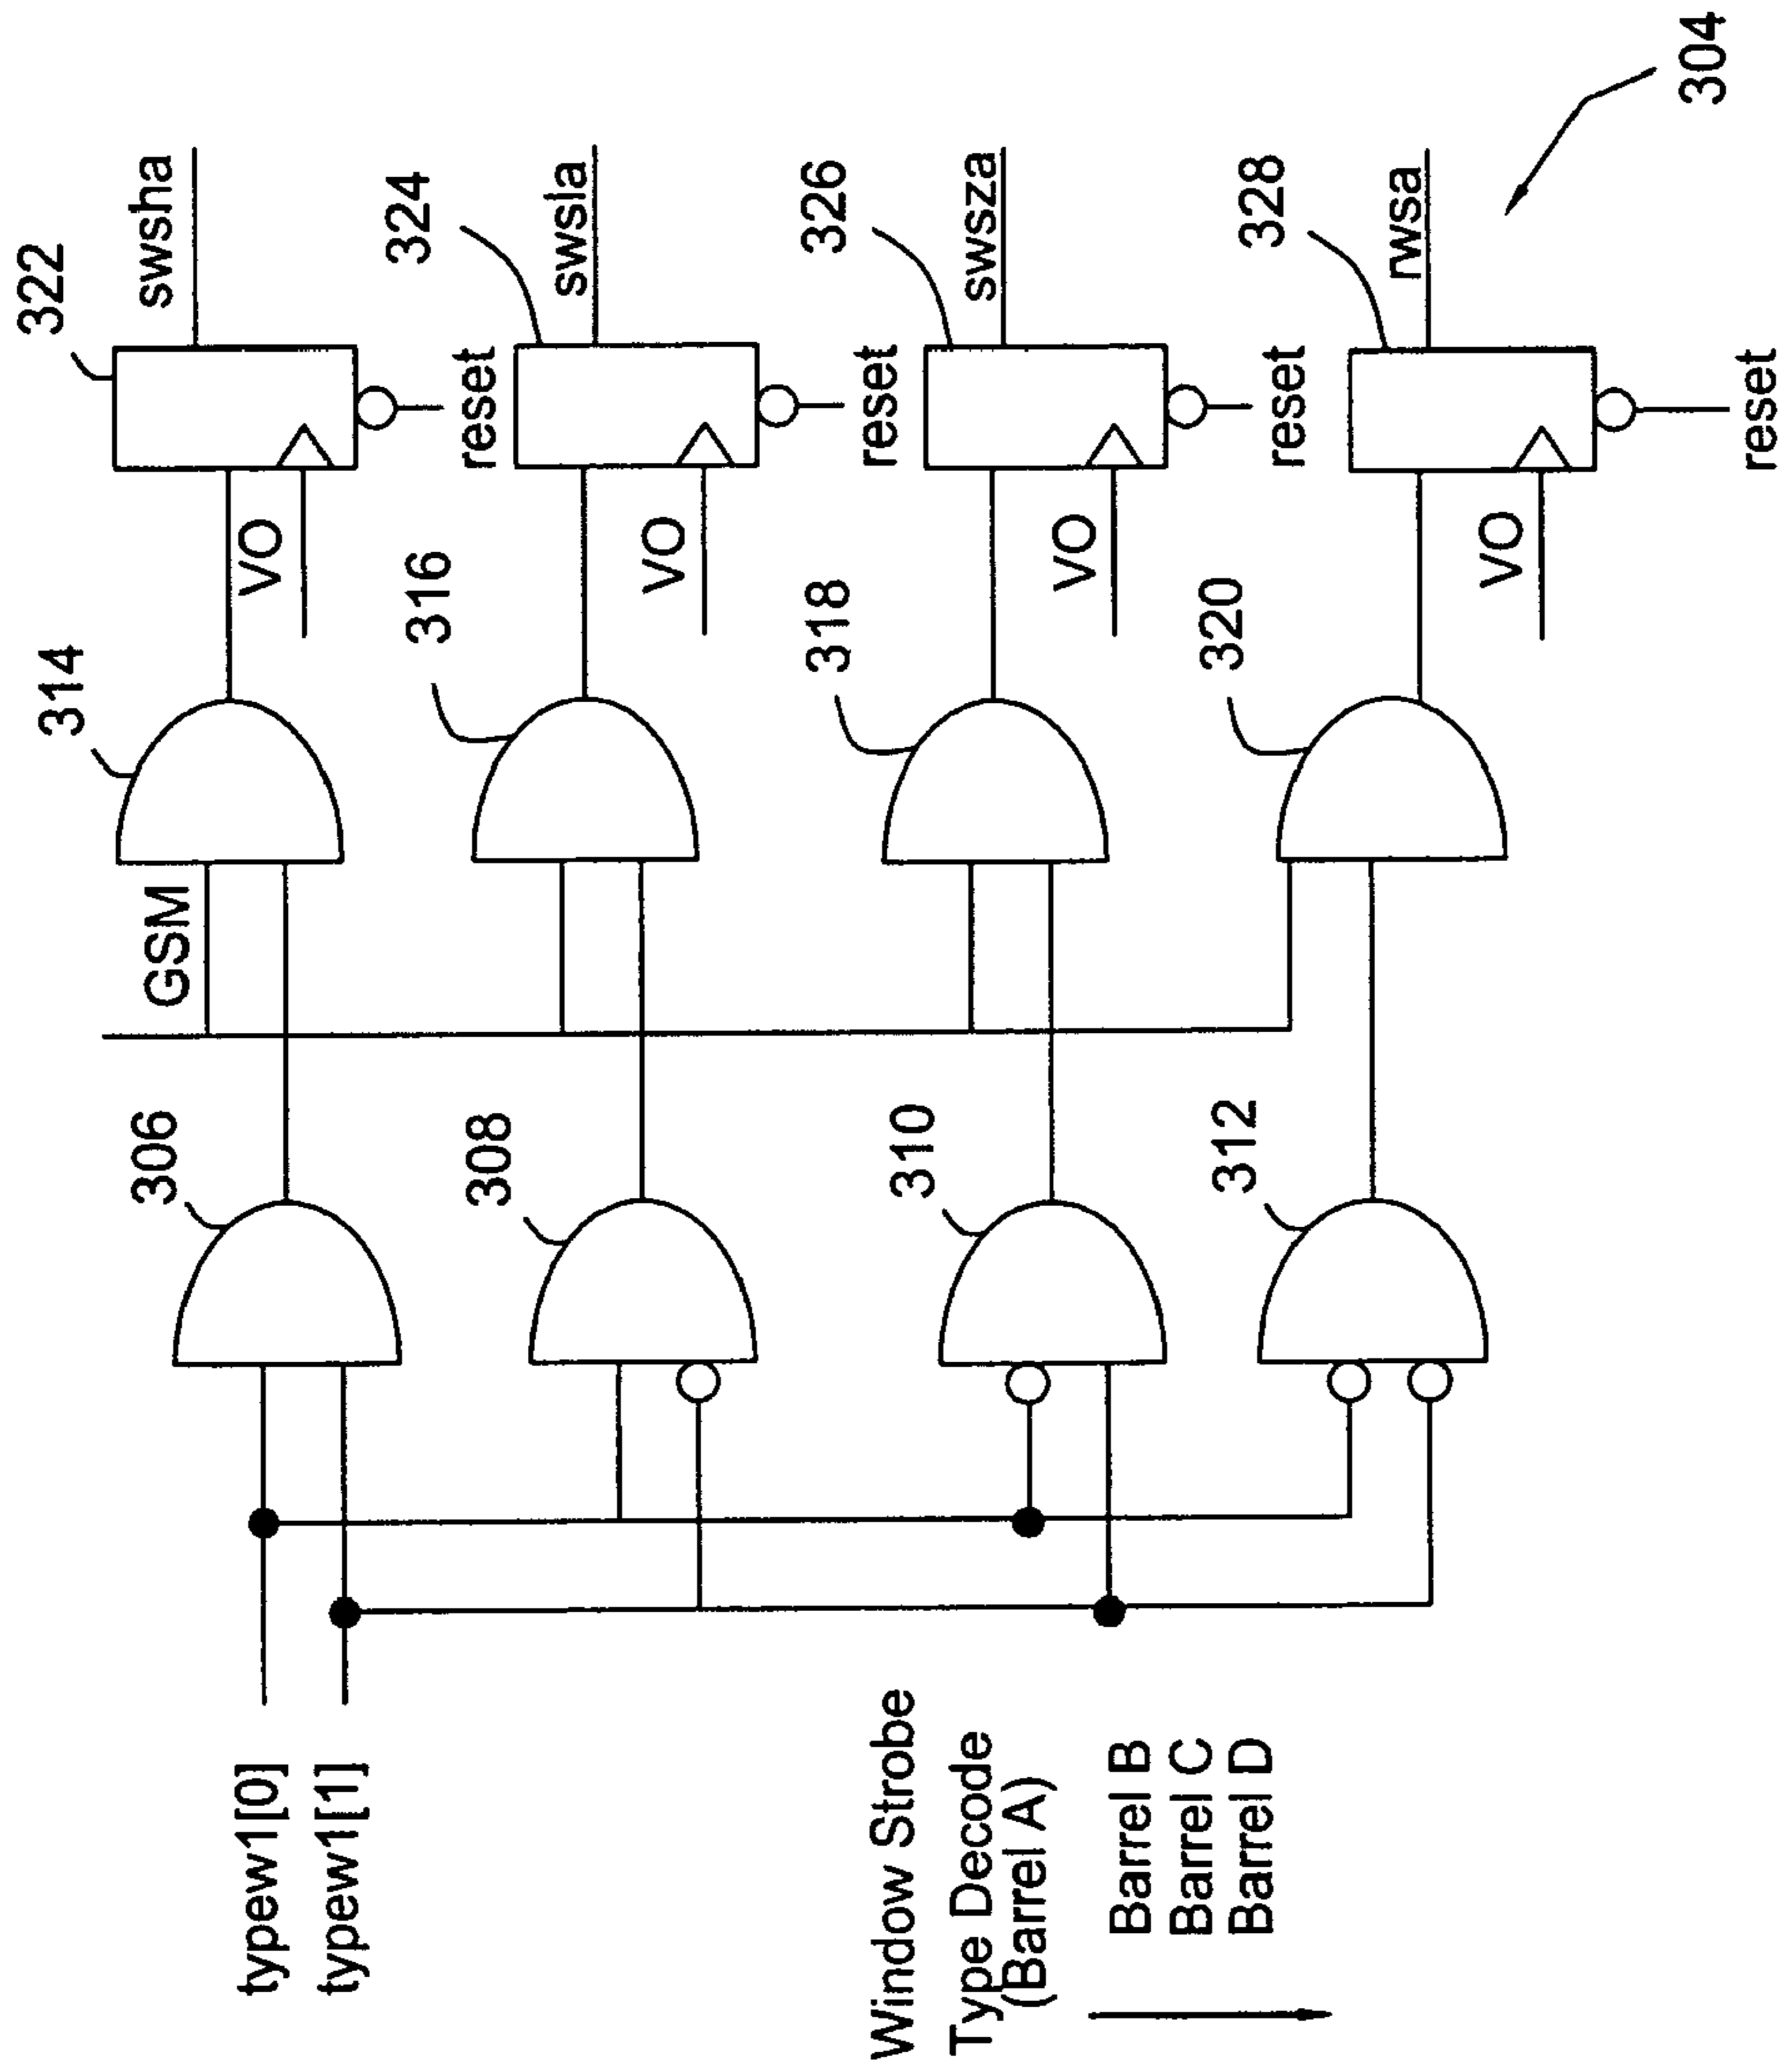 typew1[0]
typew1[1]
306
GSM
314
VO
322
swsha
reset
308
316
VO
324
swsla
reset
310
318
VO
326
swsza
reset
312
320
VO
328
rwsa
reset
Window Strobe
Type Decode
(Barrel A)
Barrel B
Barrel C
Barrel D
304